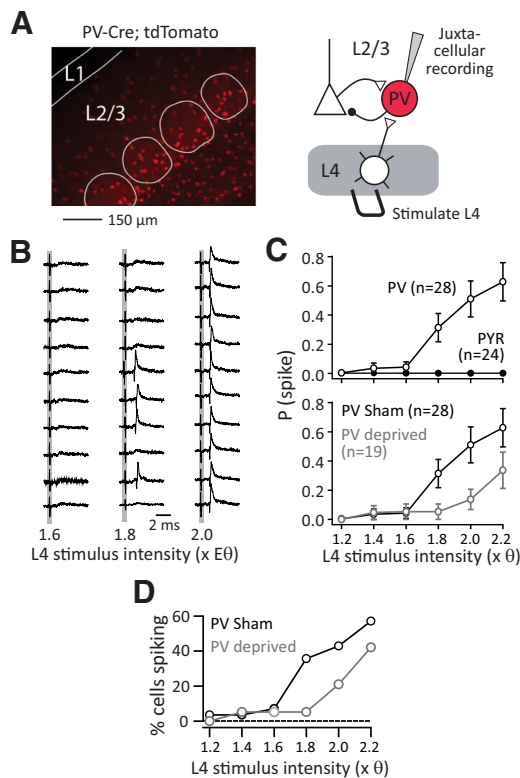 A
PV-Cre; tdTomato
L1
L2/3
150 µm
L2/3
Juxta-
cellular
recording
PV
L4
Stimulate L4
B
1.6
1.8
2.0
2 ms
L4 stimulus intensity (x Eθ)
C
P (spike)
0.8
0.6
0.4
0.2
0.0
PV (n=28)
PYR
(n=24)
0.8
0.6
0.4
0.2
0.0
PV Sham (n=28)
PV deprived
(n=19)
1.2 1.4 1.6 1.8 2.0 2.2
L4 stimulus intensity (x θ)
D
% cells spiking
60
40
20
0
PV Sham
PV deprived
1.2 1.4 1.6 1.8 2.0 2.2
L4 stimulus intensity (x θ)